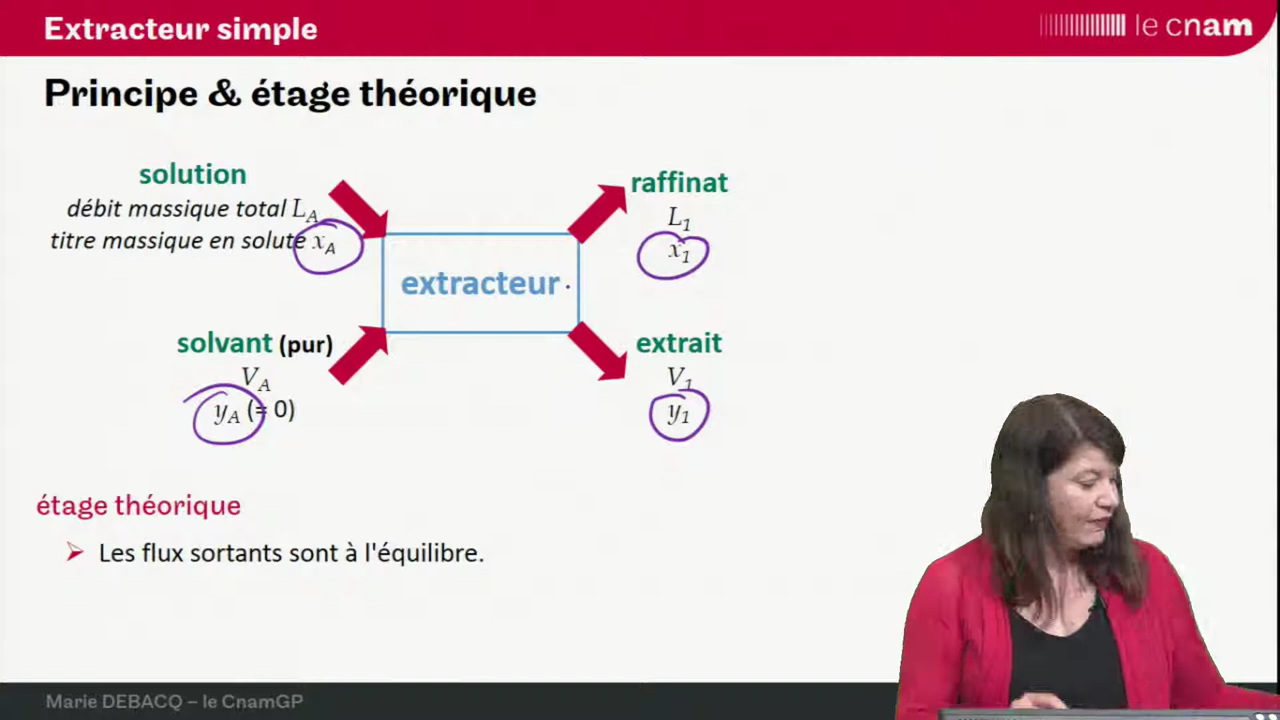 Extracteur simple
le cnam
Principe & étage théorique
solution
débit massique total L_A
titre massique en soluté x_A
raffinat
L_1
x_1
extracteur
solvant (pur)
V_A
y_A (= 0)
extrait
V_1
y_1
étage théorique
Les flux sortants sont à l'équilibre.
Marie DEBACQ – le CnamGP